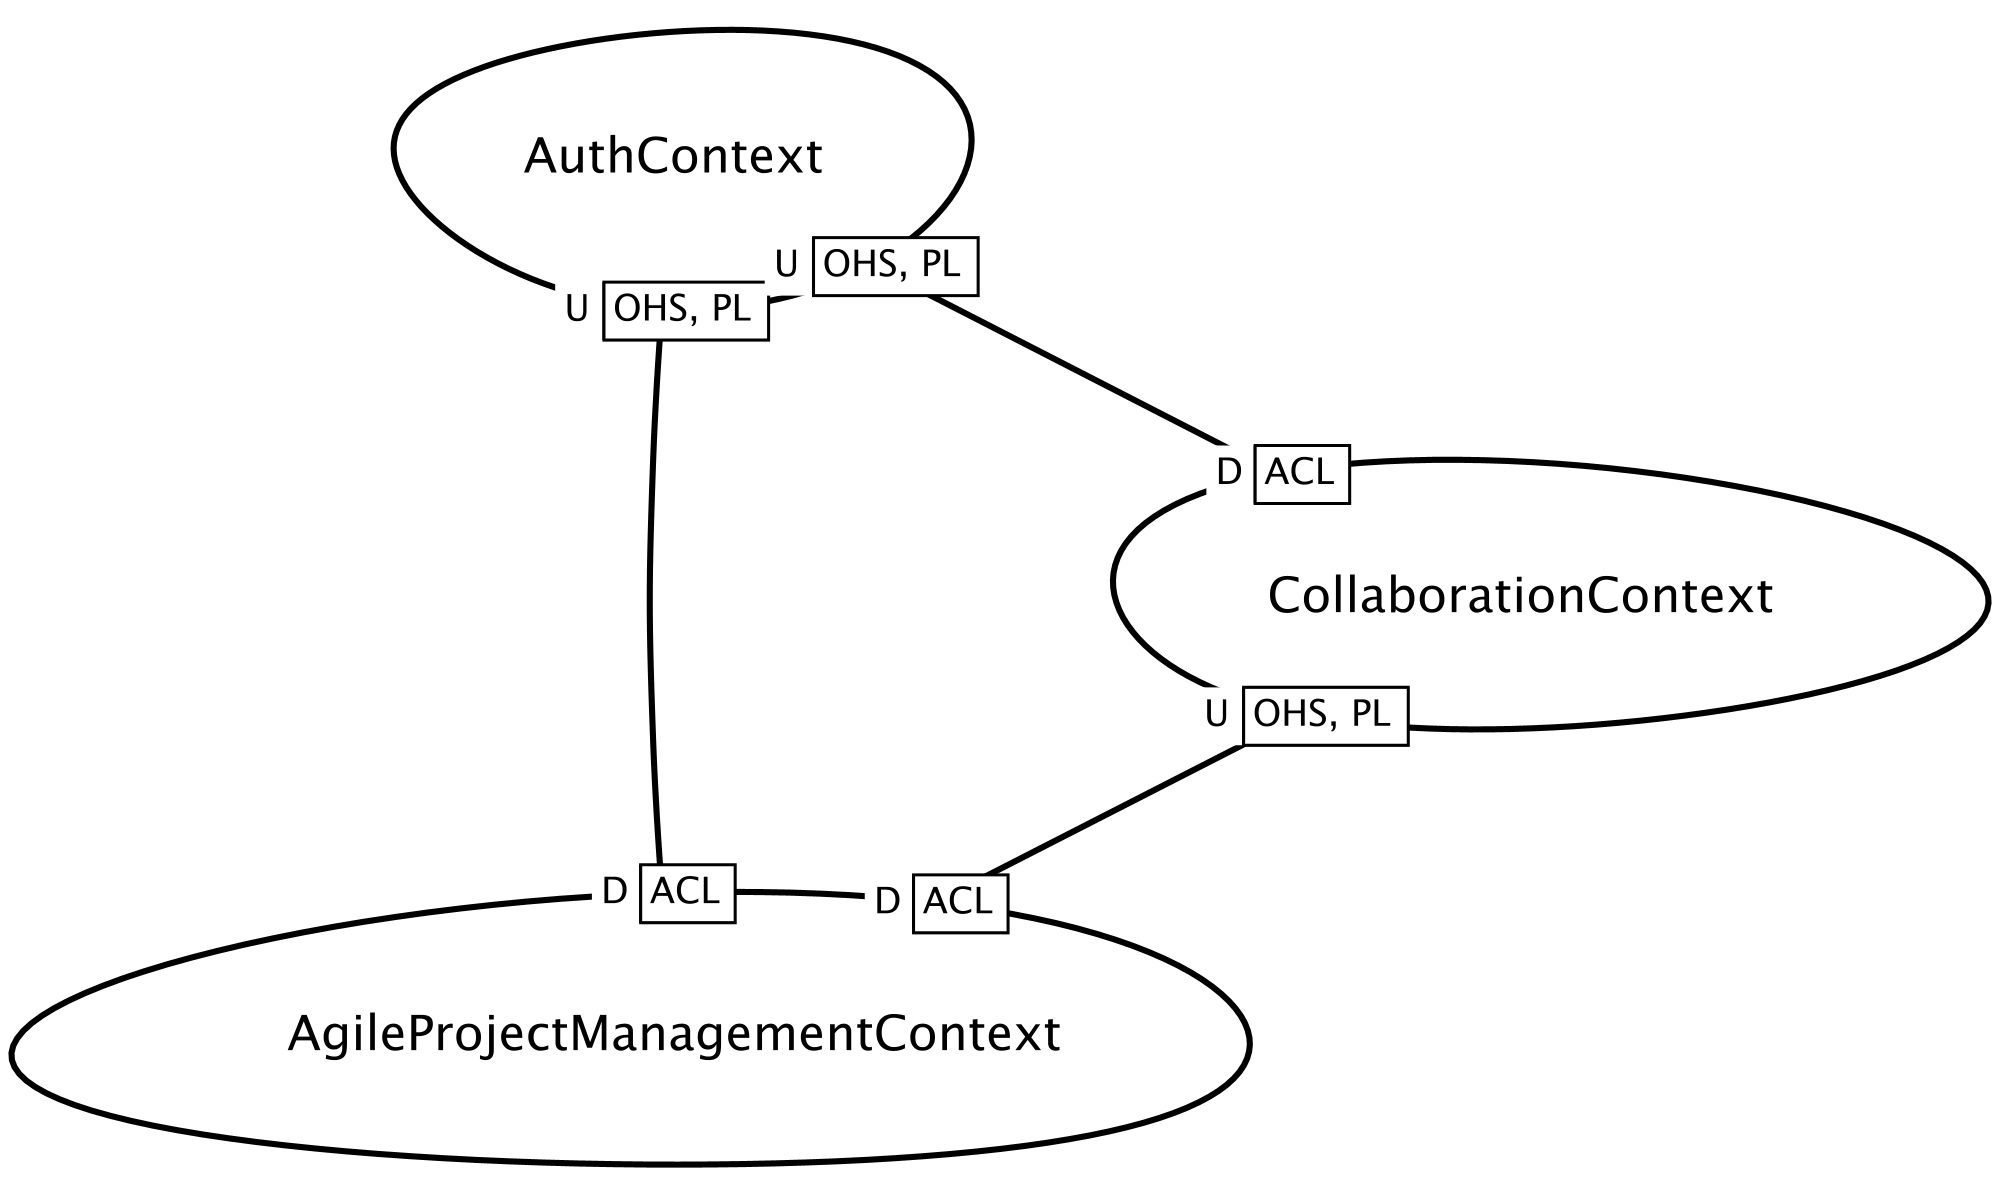 AuthContext
U OHS, PL
U OHS, PL
D ACL
CollaborationContext
U OHS, PL
D ACL
D ACL
AgileProjectManagementContext